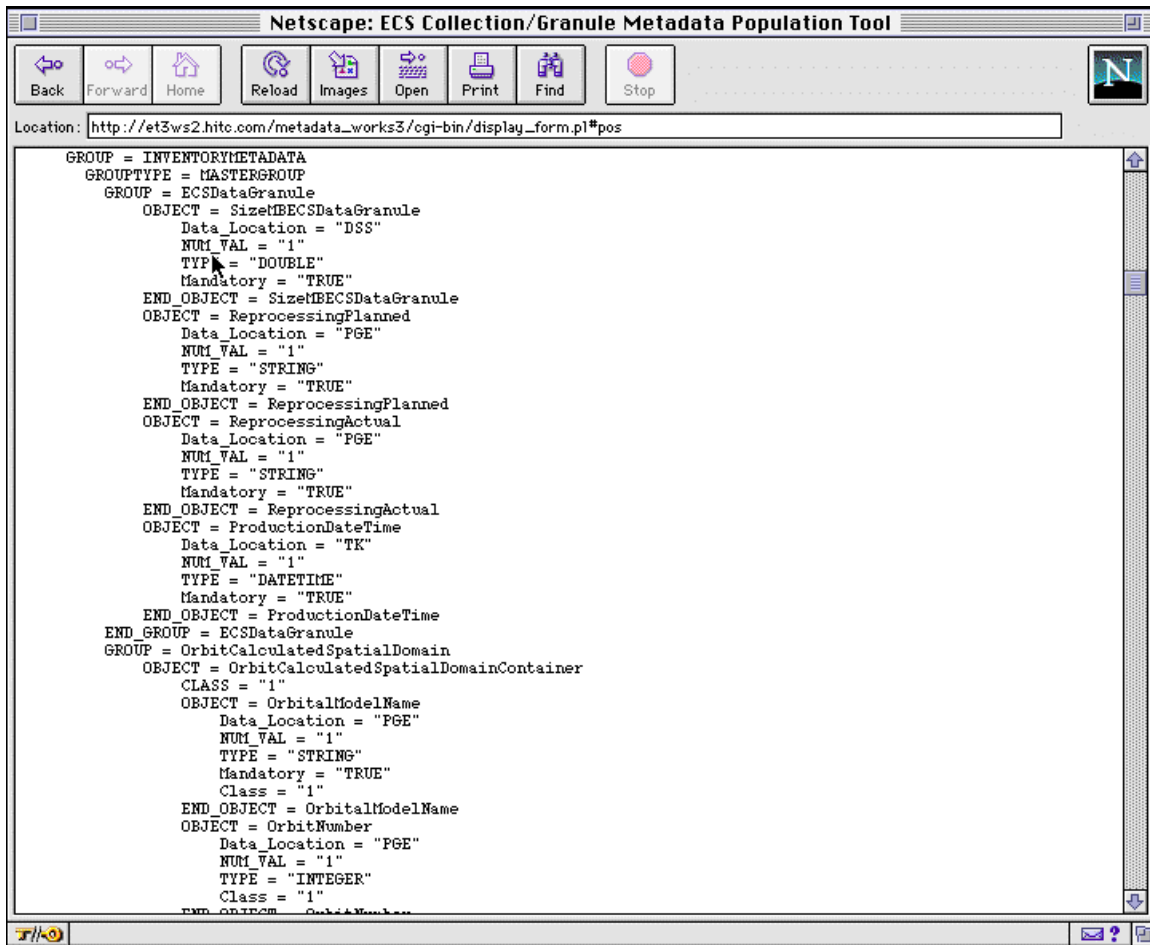 Netscape: ECS Collection/Granule Metadata Population Tool
Back Forward Home Reload Images Open Print Find Stop
N
Location: http://et3ws2.hitc.com/metadata_works3/cgi-bin/display_form.pl#pos
GROUP = INVENTORYMETADATA
GROUPTYPE = MASTERGROUP
GROUP = ECSDataGranule
OBJECT = SizeMBECSDataGranule
Data_Location = "DSS"
NUM_VAL = "1"
TYPE = "DOUBLE"
Mandatory = "TRUE"
END_OBJECT = SizeMBECSDataGranule
OBJECT = ReprocessingPlanned
Data_Location = "PGE"
NUM_VAL = "1"
TYPE = "STRING"
Mandatory = "TRUE"
END_OBJECT = ReprocessingPlanned
OBJECT = ReprocessingActual
Data_Location = "PGE"
NUM_VAL = "1"
TYPE = "STRING"
Mandatory = "TRUE"
END_OBJECT = ReprocessingActual
OBJECT = ProductionDateTime
Data_Location = "TK"
NUM_VAL = "1"
TYPE = "DATETIME"
Mandatory = "TRUE"
END_OBJECT = ProductionDateTime
END_GROUP = ECSDataGranule
GROUP = OrbitCalculatedSpatialDomain
OBJECT = OrbitCalculatedSpatialDomainContainer
CLASS = "1"
OBJECT = OrbitalModelName
Data_Location = "PGE"
NUM_VAL = "1"
TYPE = "STRING"
Mandatory = "TRUE"
Class = "1"
END_OBJECT = OrbitalModelName
OBJECT = OrbitNumber
Data_Location = "PGE"
NUM_VAL = "1"
TYPE = "INTEGER"
Class = "1"
END_OBJECT = OrbitNumber
?